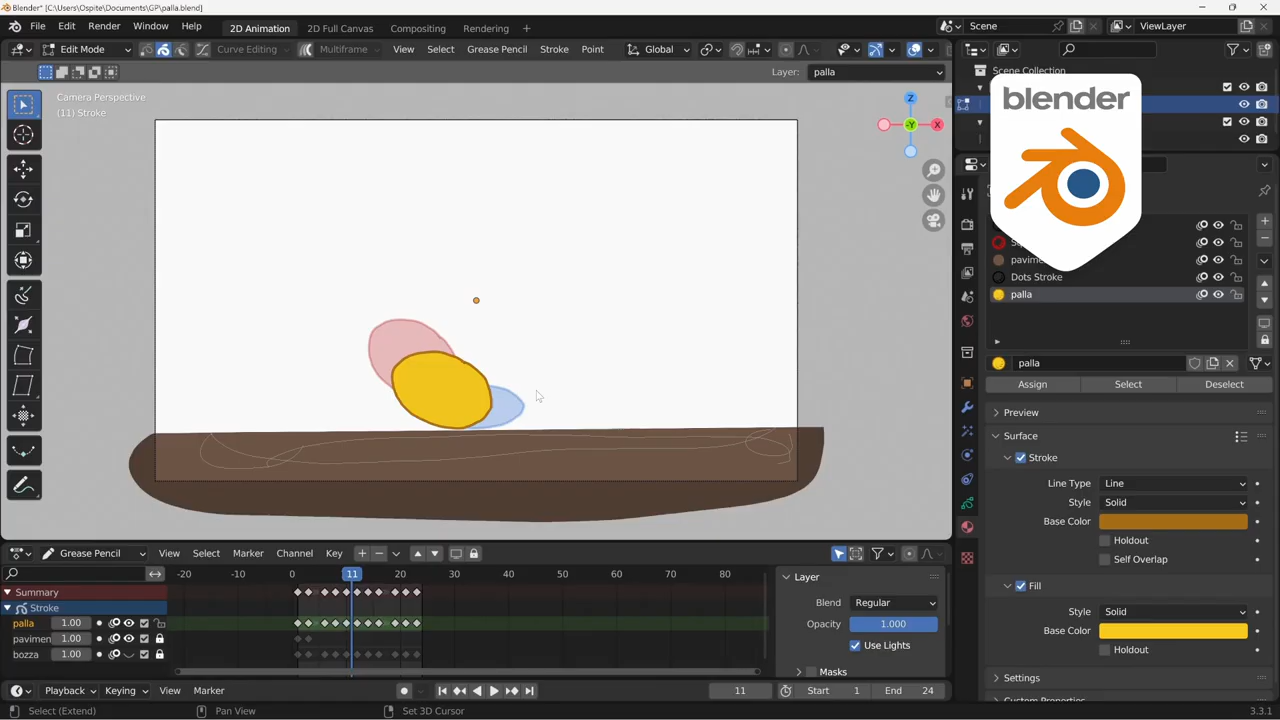 Blender* [C:\Users\Ospite\Documents\GP\palla.blend]
File Edit Render Window Help
2D Animation 2D Full Canvas Compositing Rendering +
Scene
ViewLayer
Edit Mode
Curve Editing
Multiframe
View Select Grease Pencil Stroke Point
Global
Layer: palla
Camera Perspective
(11) Stroke
Z
-Y
X
Scene Collection
blender
Dots Stroke
palla
palla
Assign Select Deselect
Preview
Surface
Stroke
Line Type Line
Style Solid
Base Color
Holdout
Self Overlap
Fill
Style Solid
Base Color
Holdout
Settings
Grease Pencil View Select Marker Channel Key
-20 -10 0 11 20 30 40 50 60 70 80
Summary
Stroke
palla 1.00
pavimen 1.00
bozza 1.00
Layer
Blend Regular
Opacity 1.000
Use Lights
Masks
Playback Keying View Marker
11 Start 1 End 24
Select (Extend) Pan View Set 3D Cursor 3.3.1